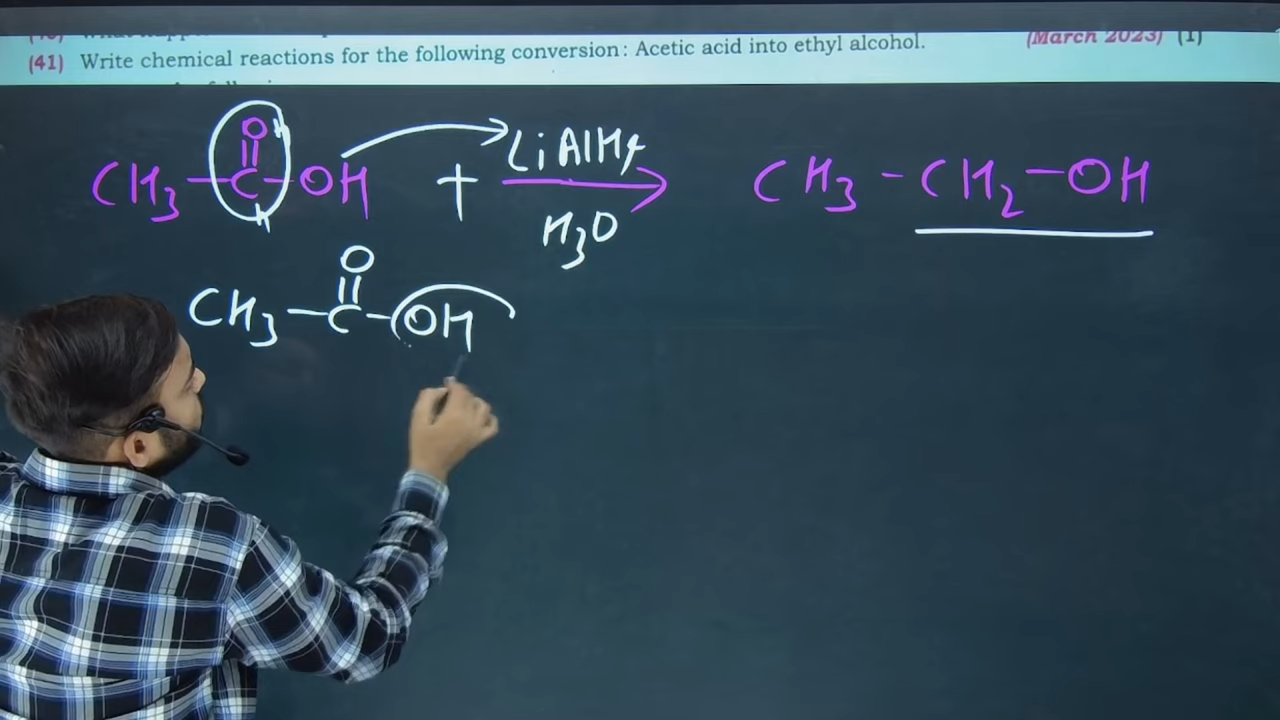 (March 2023) (1)
(41) Write chemical reactions for the following conversion: Acetic acid into ethyl alcohol.
O
CH3-C-OH + LiAlH4 CH3-CH2-OH
H3O
O
CH3-C-OH